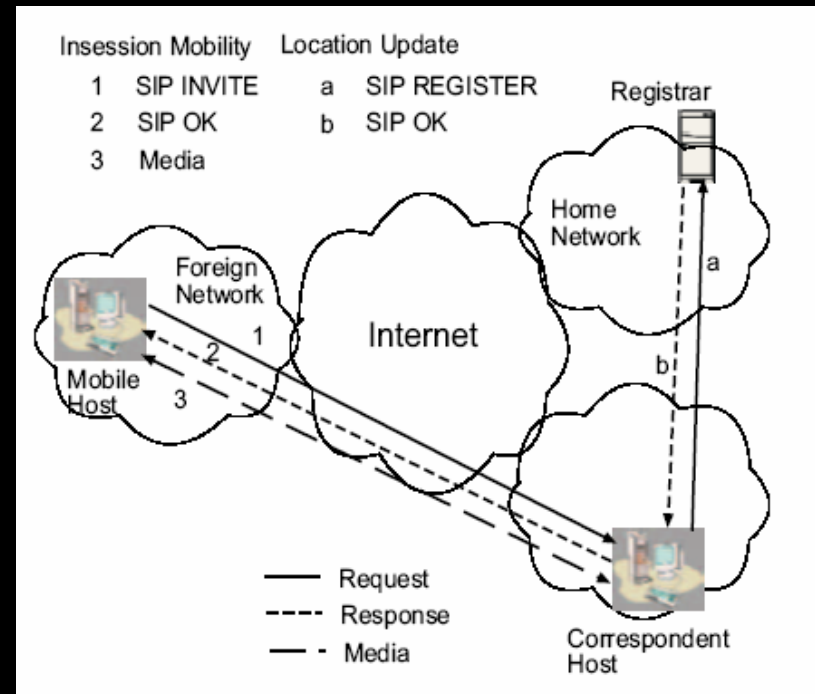 Insession Mobility
1 SIP INVITE
2 SIP OK
3 Media
Location Update
a SIP REGISTER
b SIP OK
Registrar
Home
Network
a
b
Foreign
Network
1
2
3
Mobile
Host
Internet
Request
Response
Media
Correspondent
Host